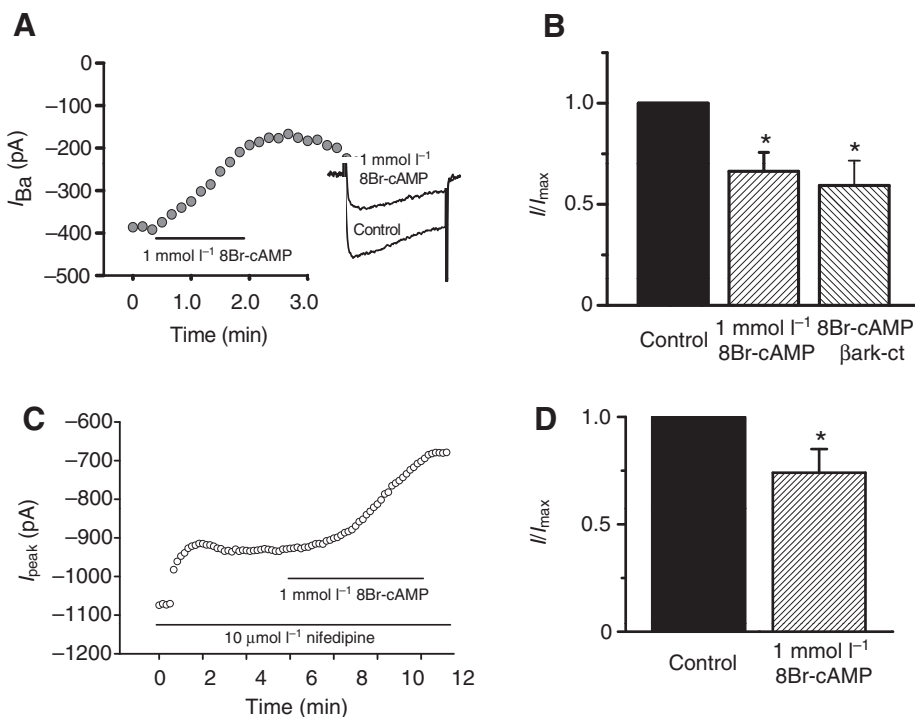 A
0
–100
–200
–300
–400
–500
I_Ba (pA)
1 mmol l⁻¹ 8Br-cAMP
0 1.0 2.0 3.0
Time (min)
1 mmol l⁻¹
8Br-cAMP
Control
B
1.0
0.5
0
I/I_max
*
*
Control
1 mmol l⁻¹
8Br-cAMP
8Br-cAMP
βark-ct
C
–600
–700
–800
–900
–1000
–1100
–1200
I_peak (pA)
1 mmol l⁻¹ 8Br-cAMP
10 μmol l⁻¹ nifedipine
0 2 4 6 8 10 12
Time (min)
D
1.0
0.5
0
I/I_max
*
Control
1 mmol l⁻¹
8Br-cAMP